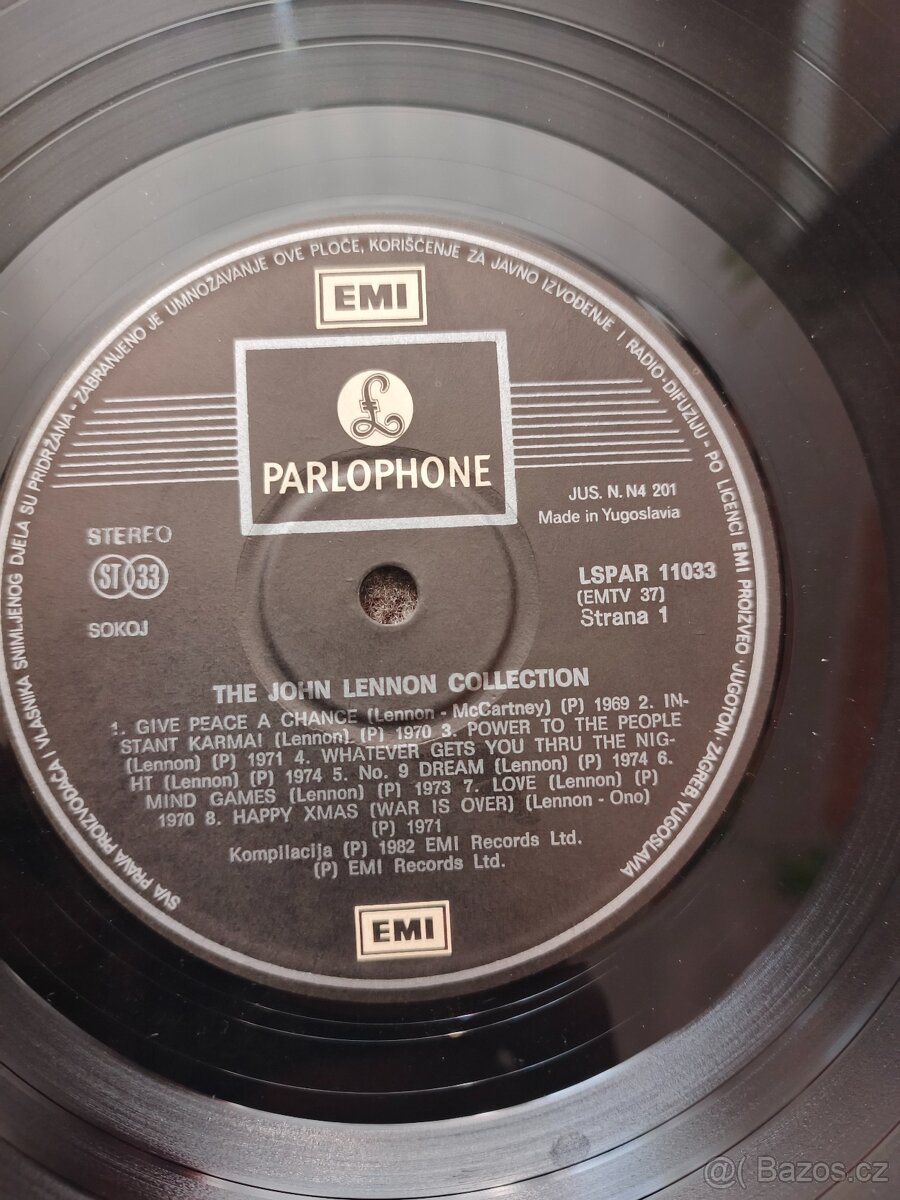 SVA PRAVA PROIZVOĐAČA I VLASNIKA SNIMLJENOG DJELA SU PRIDRŽANA - ZABRANJENO JE UMNOŽAVANJE OVE PLOČE, KORIŠĆENJE ZA JAVNO IZVOĐENJE I RADIO-DIFUZIJU - PO LICENCI EMI PROIZVEO JUGOTON-ZAGREB, YUGOSLAVIA
EMI
£
PARLOPHONE
JUS. N. N4 201
Made in Yugoslavia
STEREO
ST 33
SOKOJ
LSPAR 11033
(EMTV 37)
Strana 1
THE JOHN LENNON COLLECTION
1. GIVE PEACE A CHANCE (Lennon - McCartney) (P) 1969 2. IN-
STANT KARMA! (Lennon) (P) 1970 3. POWER TO THE PEOPLE
(Lennon) (P) 1971 4. WHATEVER GETS YOU THRU THE NIG-
HT (Lennon) (P) 1974 5. No. 9 DREAM (Lennon) (P) 1974 6.
MIND GAMES (Lennon) (P) 1973 7. LOVE (Lennon) (P)
1970 8. HAPPY XMAS (WAR IS OVER) (Lennon - Ono)
(P) 1971
Kompilacija (P) 1982 EMI Records Ltd.
(P) EMI Records Ltd.
EMI
@( Bazos.cz